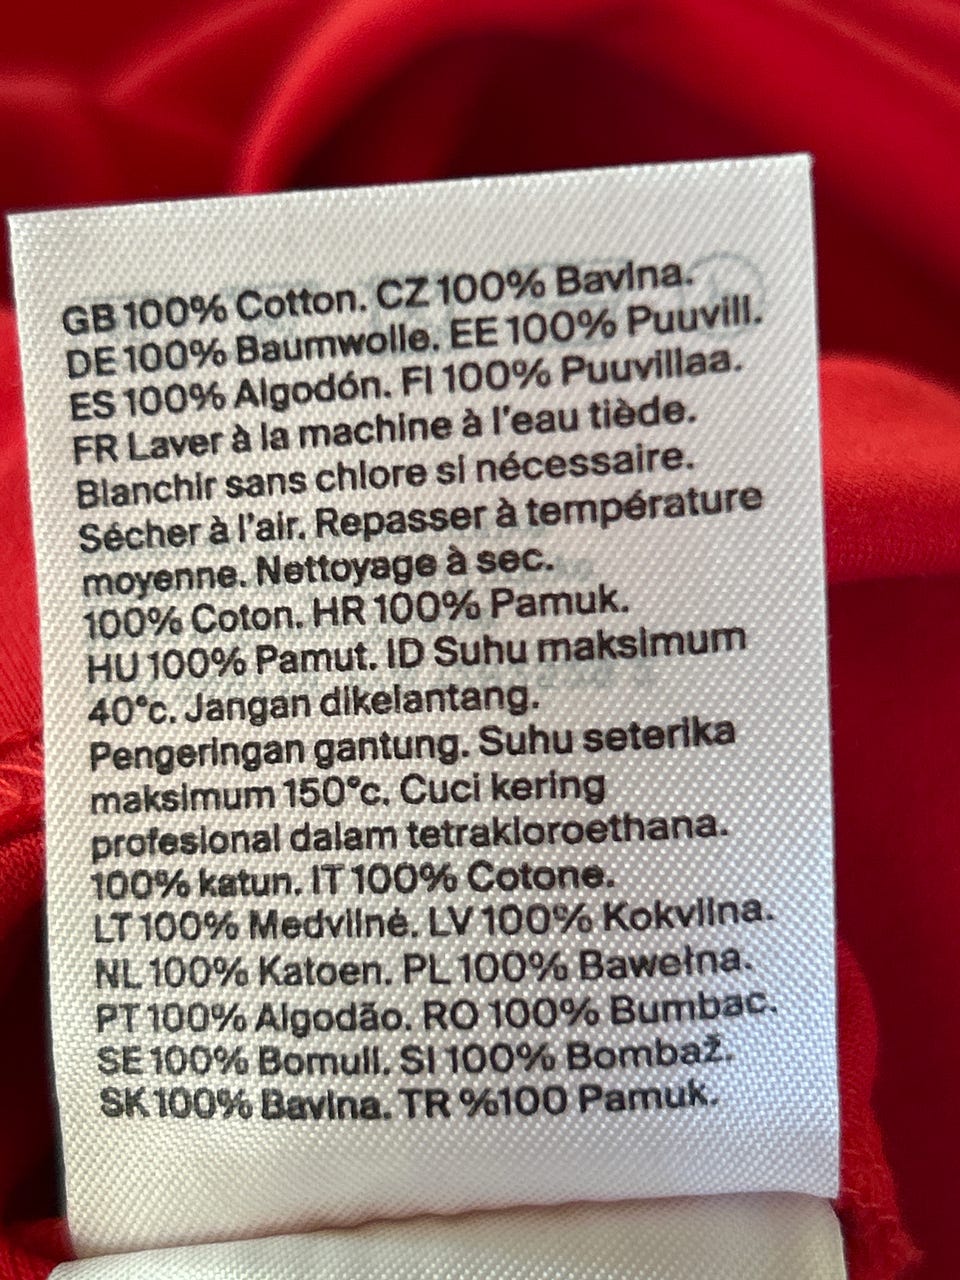 GB 100% Cotton. CZ 100% Bavlna.
DE 100% Baumwolle. EE 100% Puuvill.
ES 100% Algodón. FI 100% Puuvillaa.
FR Laver à la machine à l'eau tiède.
Blanchir sans chlore si nécessaire.
Sécher à l'air. Repasser à température
moyenne. Nettoyage à sec.
100% Coton. HR 100% Pamuk.
HU 100% Pamut. ID Suhu maksimum
40°c. Jangan dikelantang.
Pengeringan gantung. Suhu seterika
maksimum 150°c. Cuci kering
profesional dalam tetrakloroethana.
100% katun. IT 100% Cotone.
LT 100% Medvilnė. LV 100% Kokvilna.
NL 100% Katoen. PL 100% Bawełna.
PT 100% Algodão. RO 100% Bumbac.
SE 100% Bomull. SI 100% Bombaž.
SK 100% Bavlna. TR %100 Pamuk.